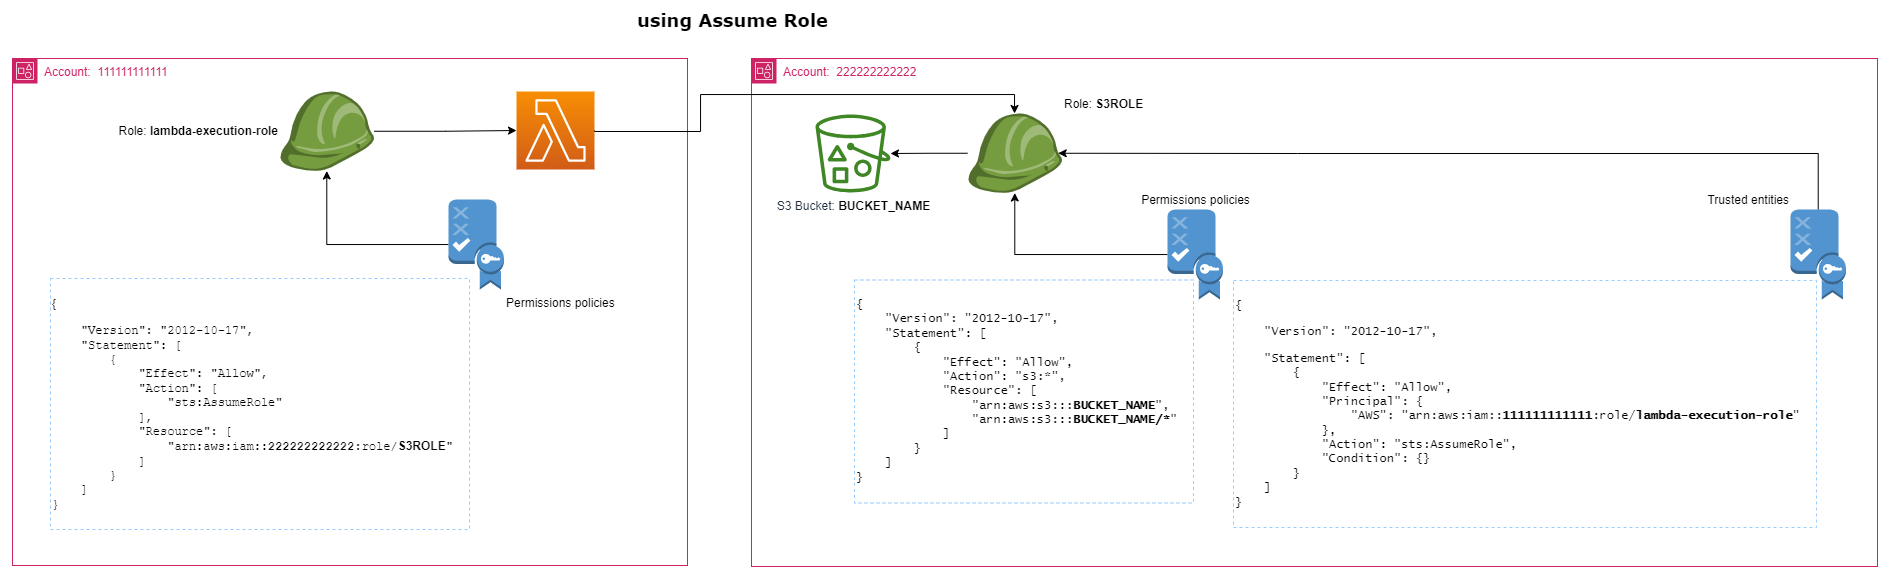 using Assume Role
Account: 111111111111
Role: lambda-execution-role
Permissions policies
{
"Version": "2012-10-17",
"Statement": [
{
"Effect": "Allow",
"Action": [
"sts:AssumeRole"
],
"Resource": [
"arn:aws:iam::222222222222:role/S3ROLE"
]
}
]
}
Account: 222222222222
Role: S3ROLE
S3 Bucket: BUCKET_NAME
Permissions policies
{
"Version": "2012-10-17",
"Statement": [
{
"Effect": "Allow",
"Action": "s3:*",
"Resource": [
"arn:aws:s3:::BUCKET_NAME",
"arn:aws:s3:::BUCKET_NAME/*"
]
}
]
}
Trusted entities
{
"Version": "2012-10-17",
"Statement": [
{
"Effect": "Allow",
"Principal": {
"AWS": "arn:aws:iam::111111111111:role/lambda-execution-role"
},
"Action": "sts:AssumeRole",
"Condition": {}
}
]
}